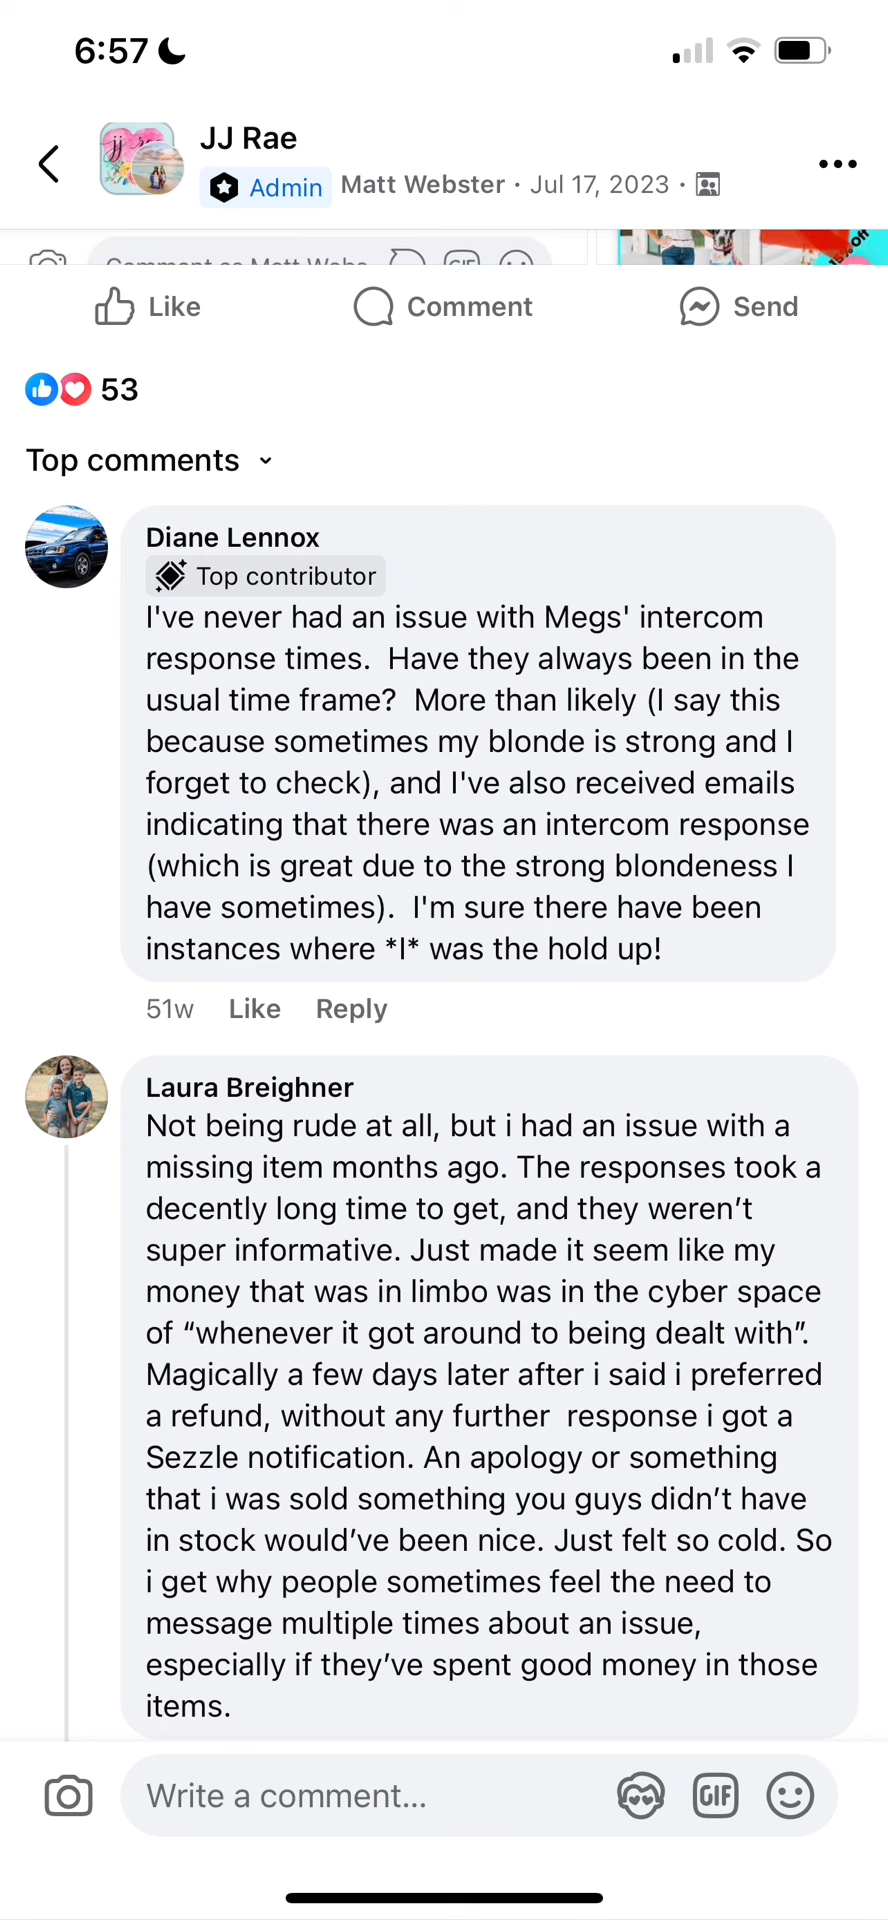 6:57
JJ Rae
Admin Matt Webster · Jul 17, 2023 ·
15% Off
Like Comment Send
53
Top comments
Diane Lennox
Top contributor
I've never had an issue with Megs' intercom
response times.  Have they always been in the
usual time frame?  More than likely (I say this
because sometimes my blonde is strong and I
forget to check), and I've also received emails
indicating that there was an intercom response
(which is great due to the strong blondeness I
have sometimes).  I'm sure there have been
instances where *I* was the hold up!
51w Like Reply
Laura Breighner
Not being rude at all, but i had an issue with a
missing item months ago. The responses took a
decently long time to get, and they weren’t
super informative. Just made it seem like my
money that was in limbo was in the cyber space
of “whenever it got around to being dealt with”.
Magically a few days later after i said i preferred
a refund, without any further  response i got a
Sezzle notification. An apology or something
that i was sold something you guys didn’t have
in stock would’ve been nice. Just felt so cold. So
i get why people sometimes feel the need to
message multiple times about an issue,
especially if they’ve spent good money in those
items.
Write a comment...
GIF